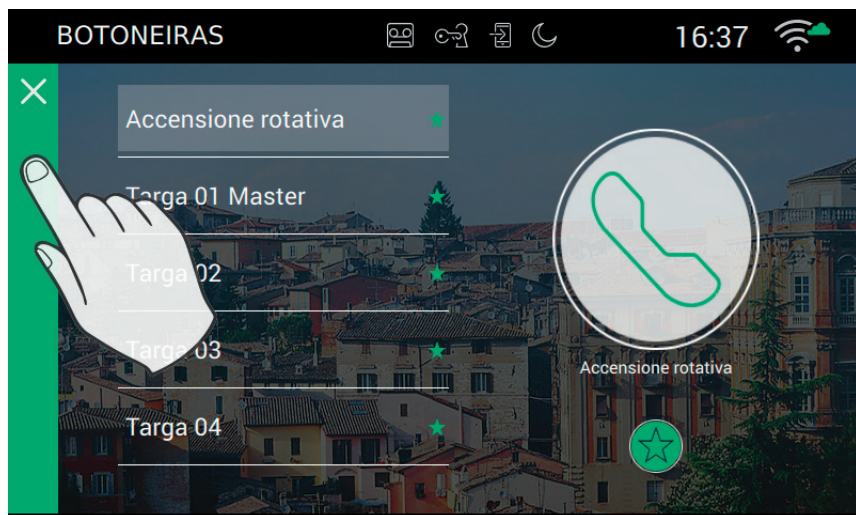 BOTONEIRAS
16:37
Accensione rotativa
Targa 01 Master
Targa 02
Targa 03
Targa 04
Accensione rotativa